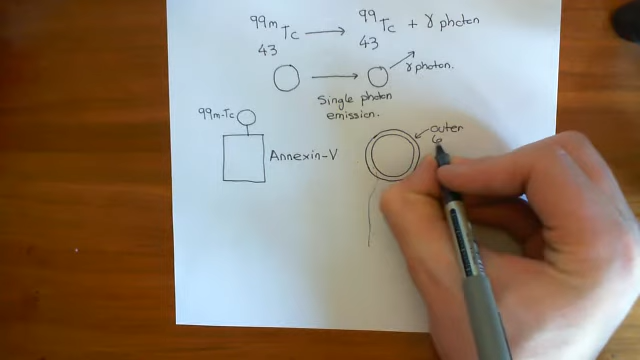 99m Tc → 99 Tc + γ photon
43 43
γ photon.
Single photon
emission.
99m-Tc
Annexin-V
outer